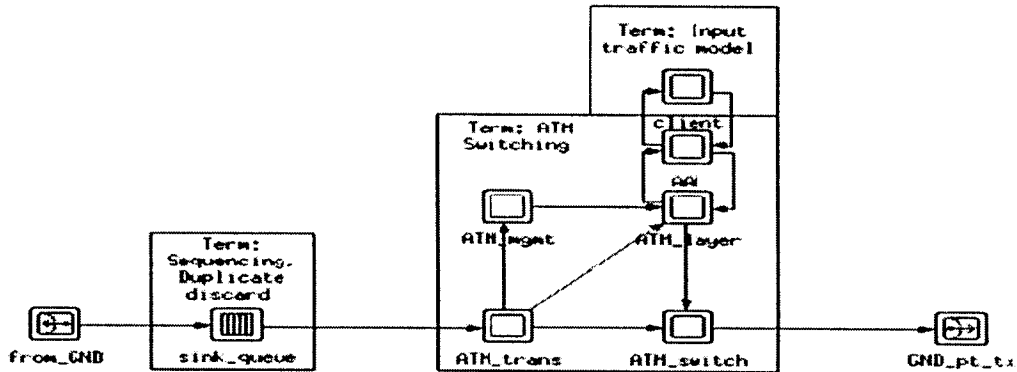 Term: Input
traffic model
client
Term: ATM
Switching
AAL
ATM_mgmt
ATM_layer
Term:
Sequencing,
Duplicate
discard
from_GND
sink_queue
ATM_trans
ATM_switch
GND_pt_tx